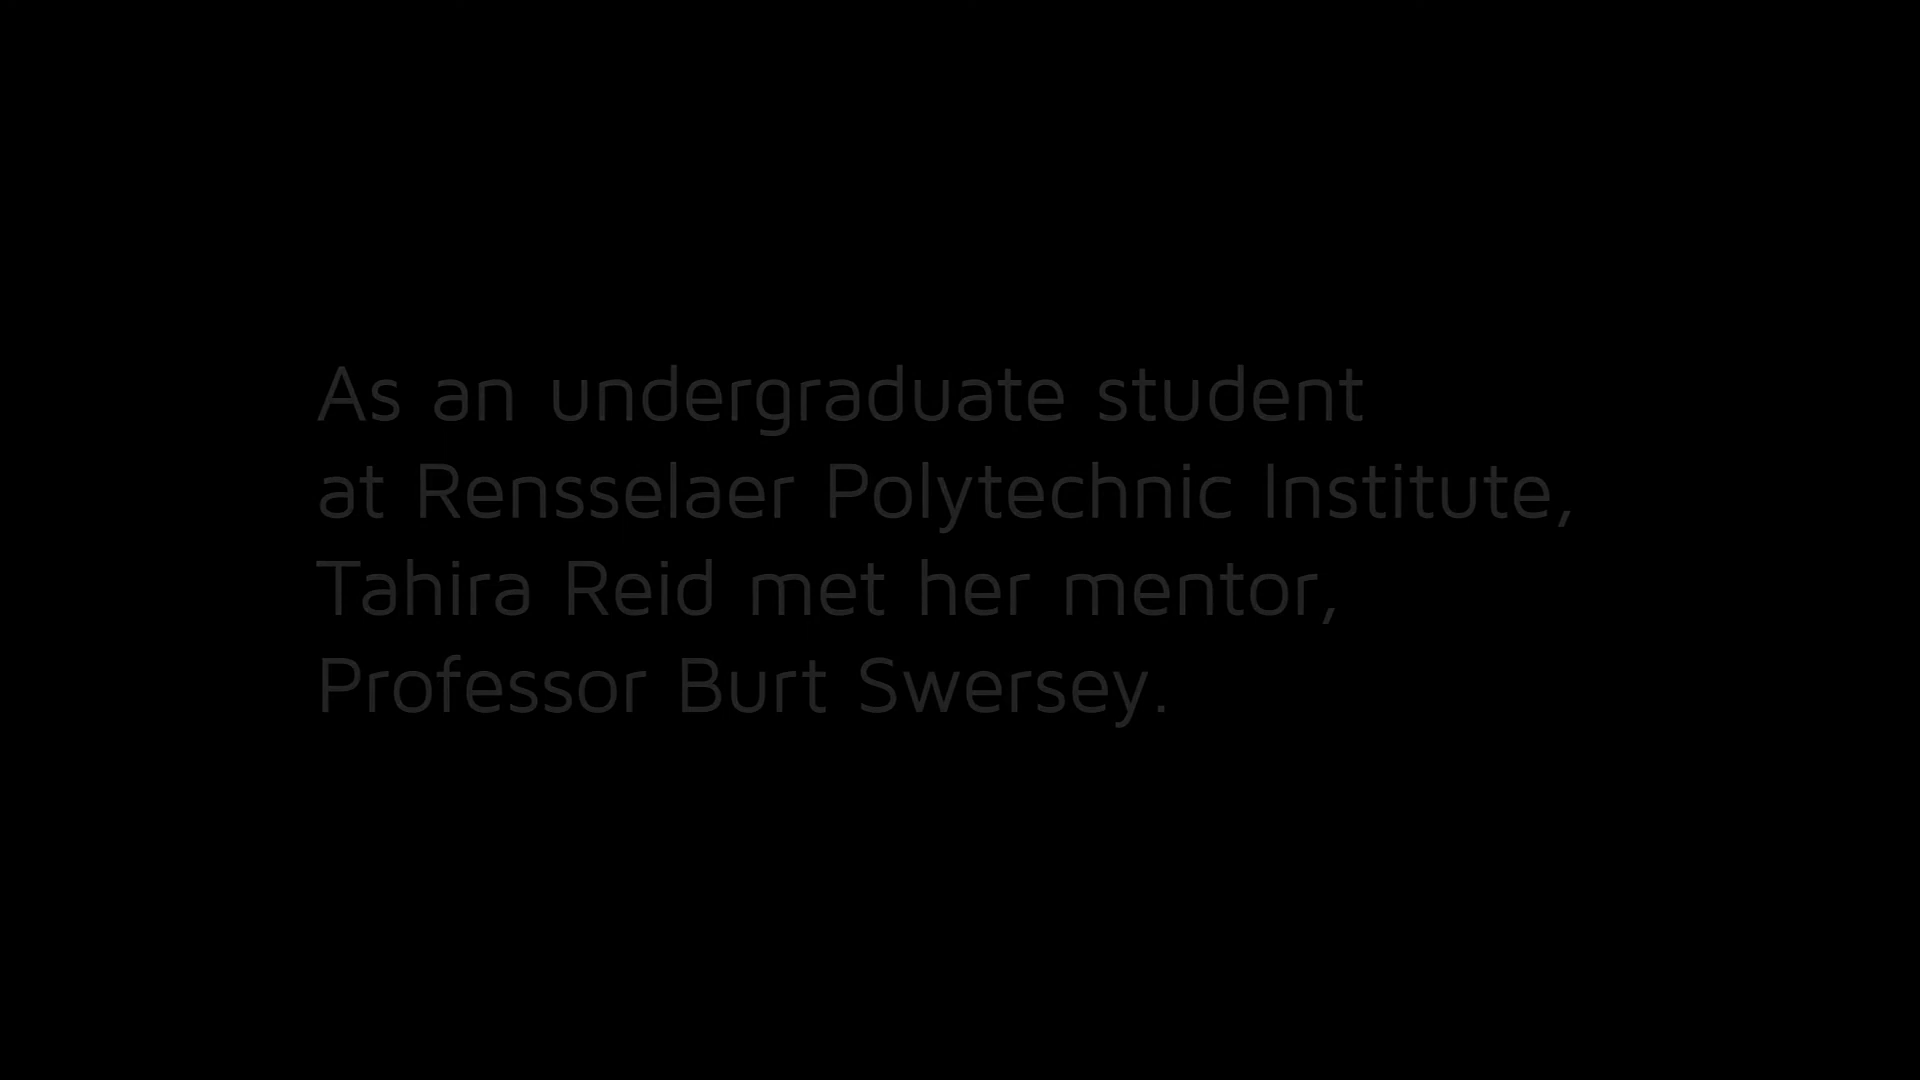 As an undergraduate student
at Rensselaer Polytechnic Institute,
Tahira Reid met her mentor,
Professor Burt Swersey.